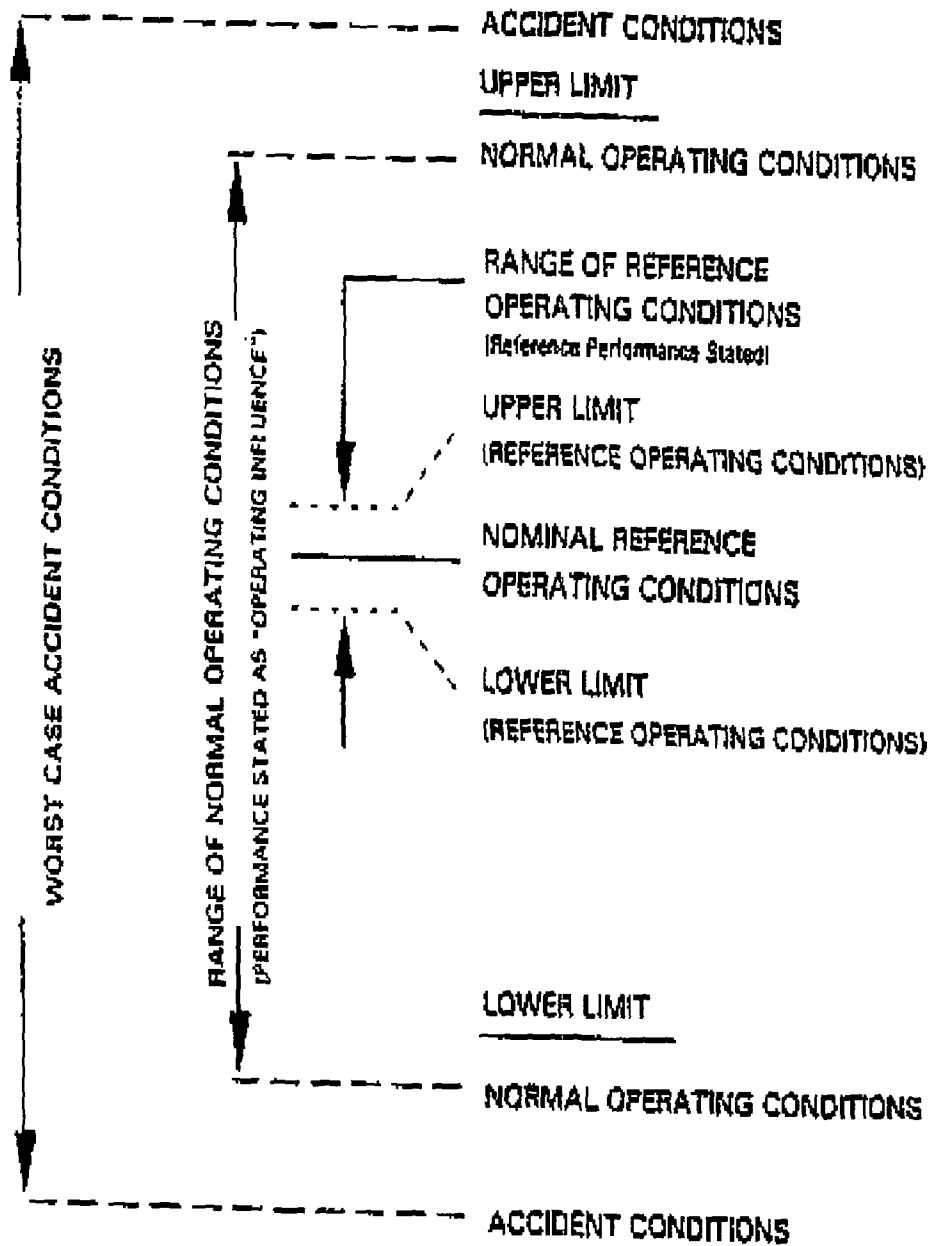 ACCIDENT CONDITIONS
UPPER LIMIT
NORMAL OPERATING CONDITIONS
RANGE OF REFERENCE
OPERATING CONDITIONS
(Reference Performance Stated)
UPPER LIMIT
(REFERENCE OPERATING CONDITIONS)
NOMINAL REFERENCE
OPERATING CONDITIONS
LOWER LIMIT
(REFERENCE OPERATING CONDITIONS)
LOWER LIMIT
NORMAL OPERATING CONDITIONS
ACCIDENT CONDITIONS
WORST CASE ACCIDENT CONDITIONS
RANGE OF NORMAL OPERATING CONDITIONS
(PERFORMANCE STATED AS "OPERATING INFLUENCE")